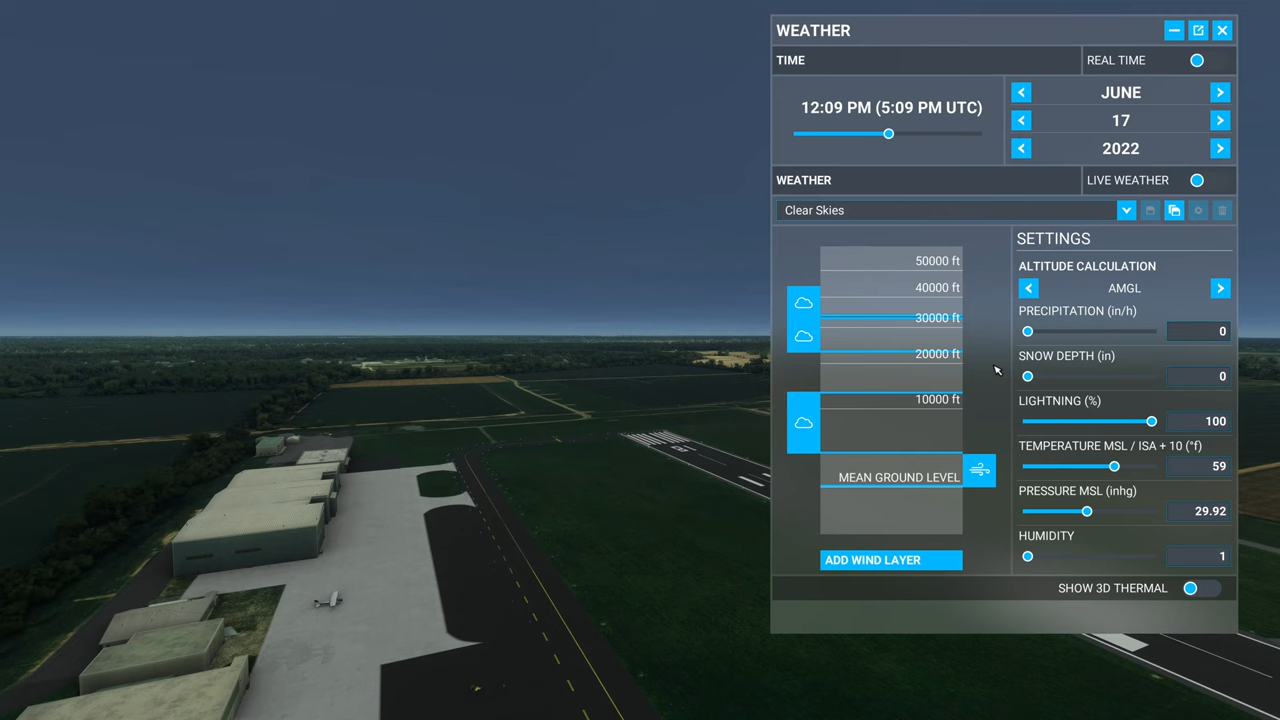 WEATHER
TIME
REAL TIME
12:09 PM (5:09 PM UTC)
JUNE
17
2022
WEATHER
LIVE WEATHER
Clear Skies
SETTINGS
50000 ft
40000 ft
30000 ft
20000 ft
10000 ft
MEAN GROUND LEVEL
ADD WIND LAYER
ALTITUDE CALCULATION
AMGL
PRECIPITATION (in/h)
0
SNOW DEPTH (in)
0
LIGHTNING (%)
100
TEMPERATURE MSL / ISA + 10 (°f)
59
PRESSURE MSL (inhg)
29.92
HUMIDITY
1
SHOW 3D THERMAL